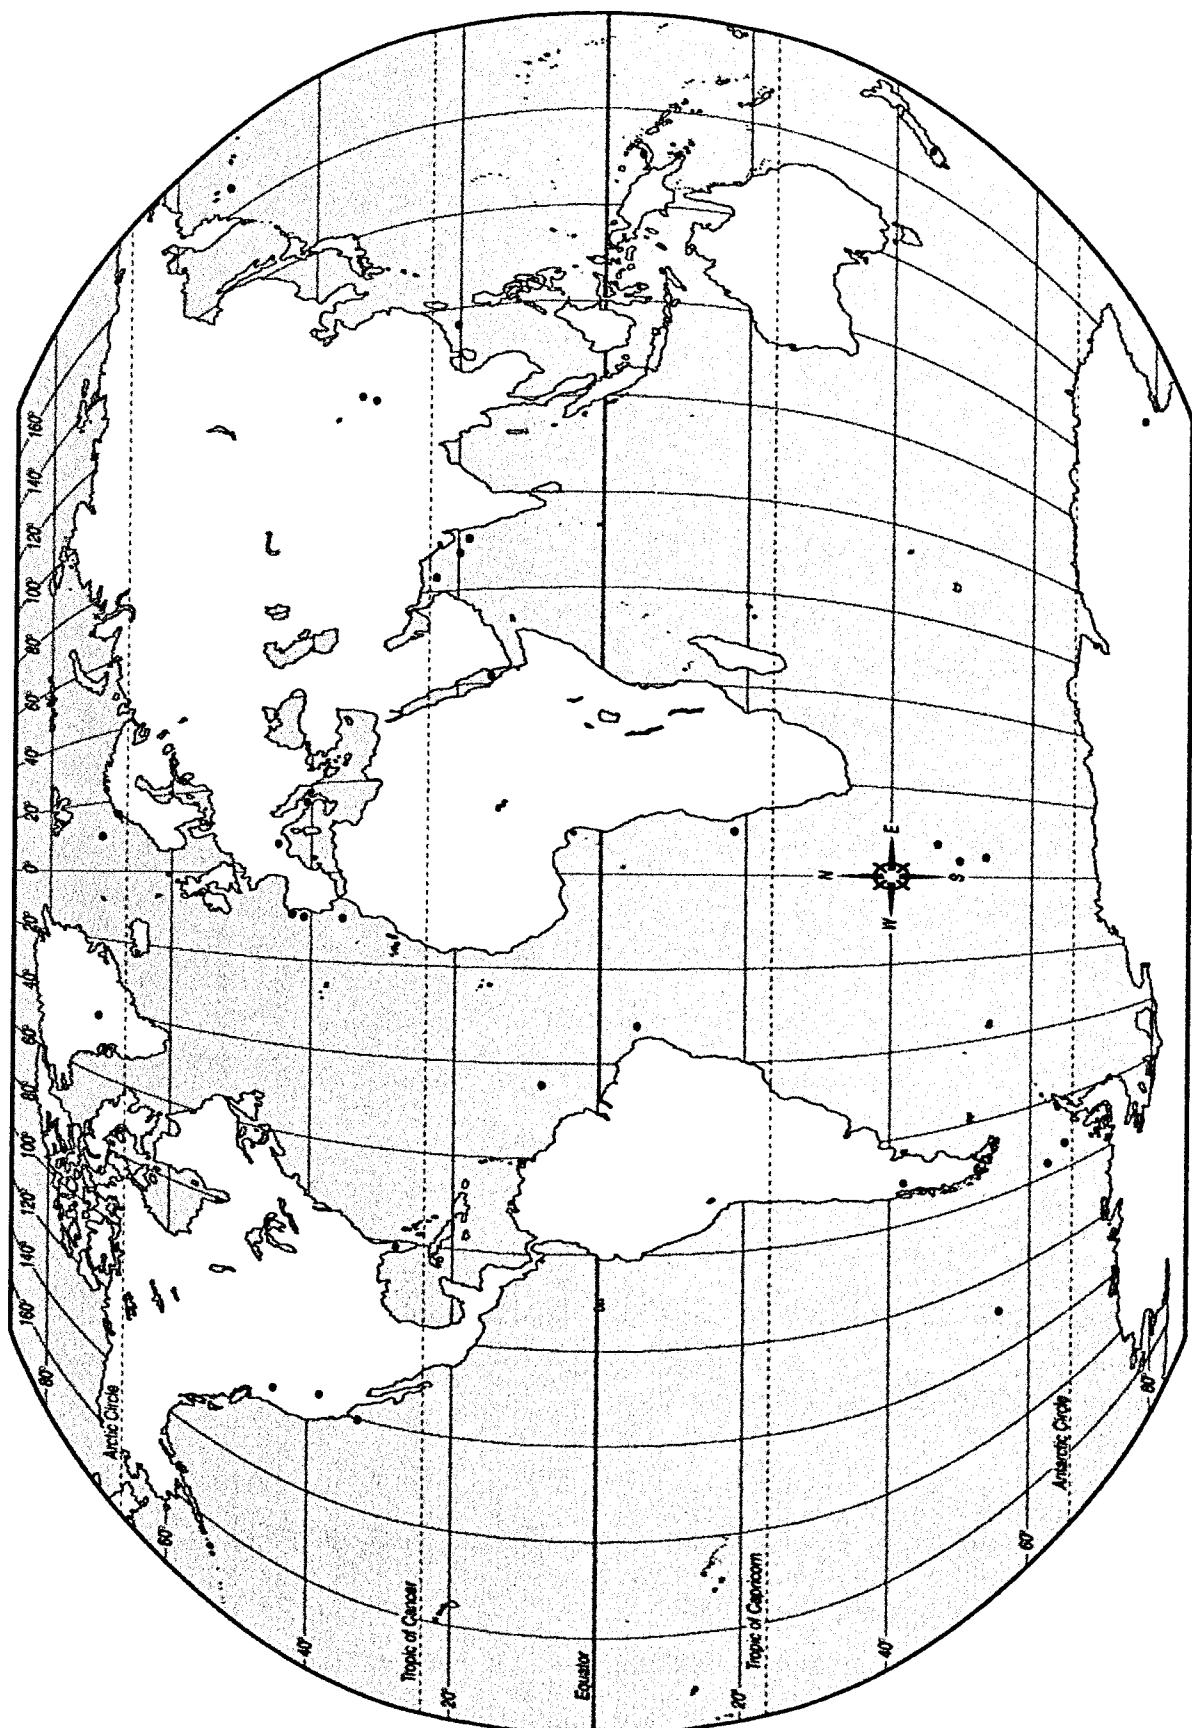 160° 140° 120° 100° 80° 60° 40° 20° 0° 20° 40° 60° 80° 100° 120° 140° 160°
80°
Arctic Circle
60°
40°
Tropic of Cancer
20°
Equator
20°
Tropic of Capricorn
N
40°
W E
S
60°
Antarctic Circle
80°